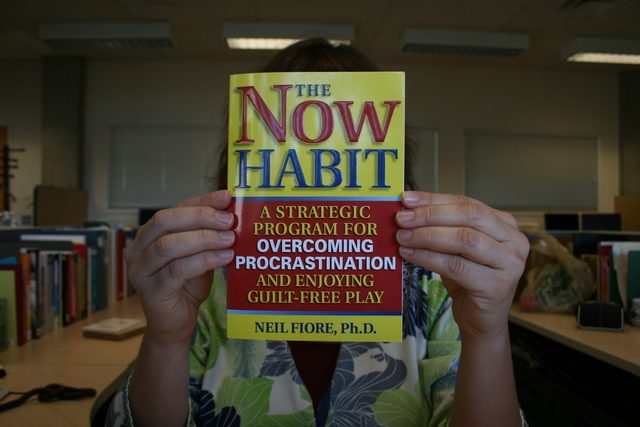 THE
NOW
HABIT
A STRATEGIC
PROGRAM FOR
OVERCOMING
PROCRASTINATION
AND ENJOYING
GUILT-FREE PLAY
NEIL FIORE, Ph.D.